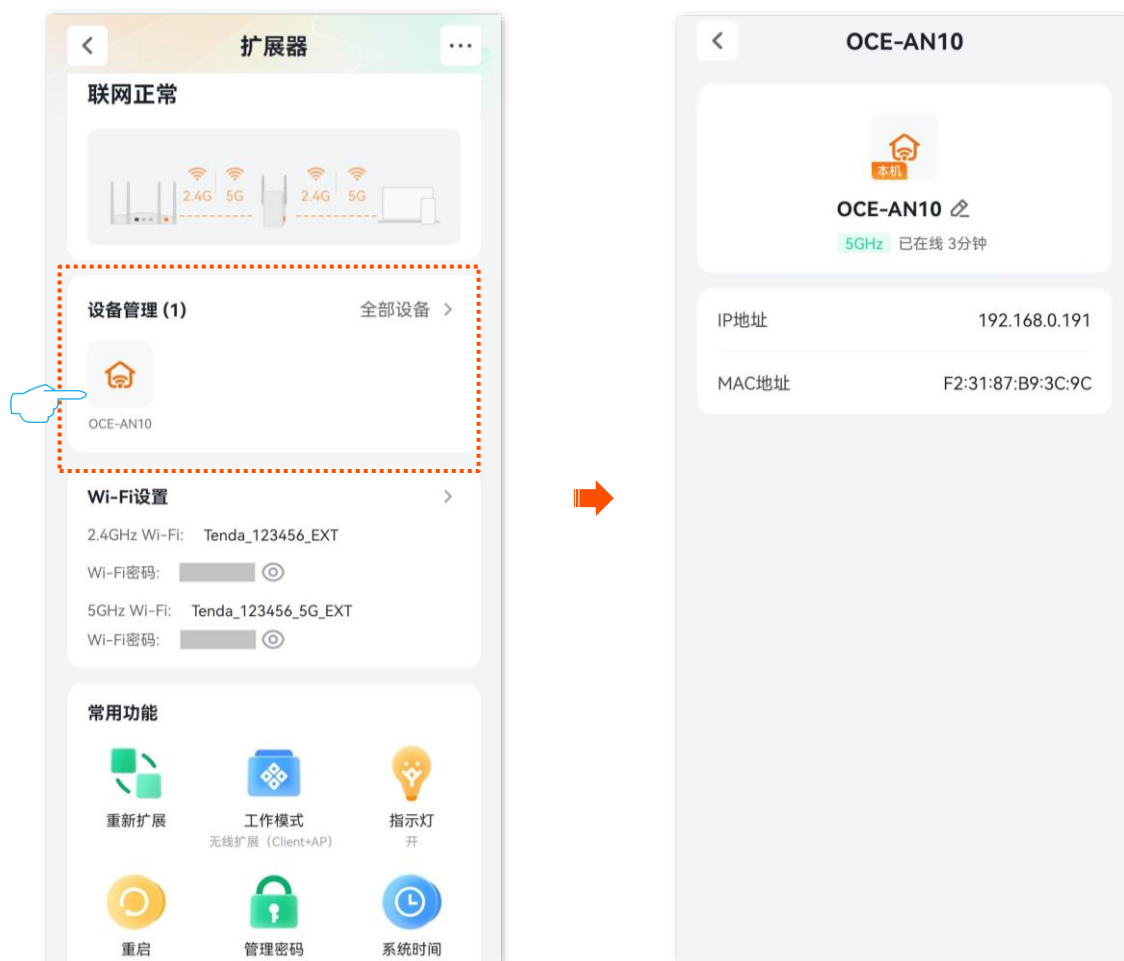 扩展器
联网正常
2.4G 5G 2.4G 5G
设备管理 (1) 全部设备
OCE-AN10
Wi-Fi设置
2.4GHz Wi-Fi: Tenda_123456_EXT
Wi-Fi密码:
5GHz Wi-Fi: Tenda_123456_5G_EXT
Wi-Fi密码:
常用功能
重新扩展 工作模式 指示灯
无线扩展（Client+AP） 开
重启 管理密码 系统时间
OCE-AN10
本机
OCE-AN10
5GHz 已在线 3分钟
IP地址 192.168.0.191
MAC地址 F2:31:87:B9:3C:9C